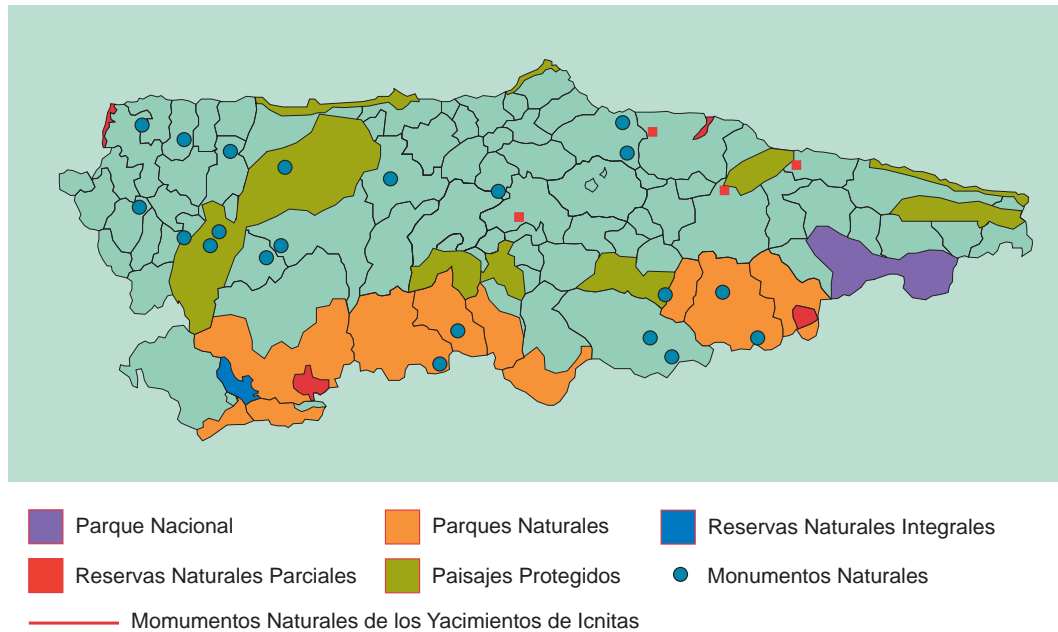 Parque Nacional
Parques Naturales
Reservas Naturales Integrales
Reservas Naturales Parciales
Paisajes Protegidos
Monumentos Naturales
Momumentos Naturales de los Yacimientos de Icnitas